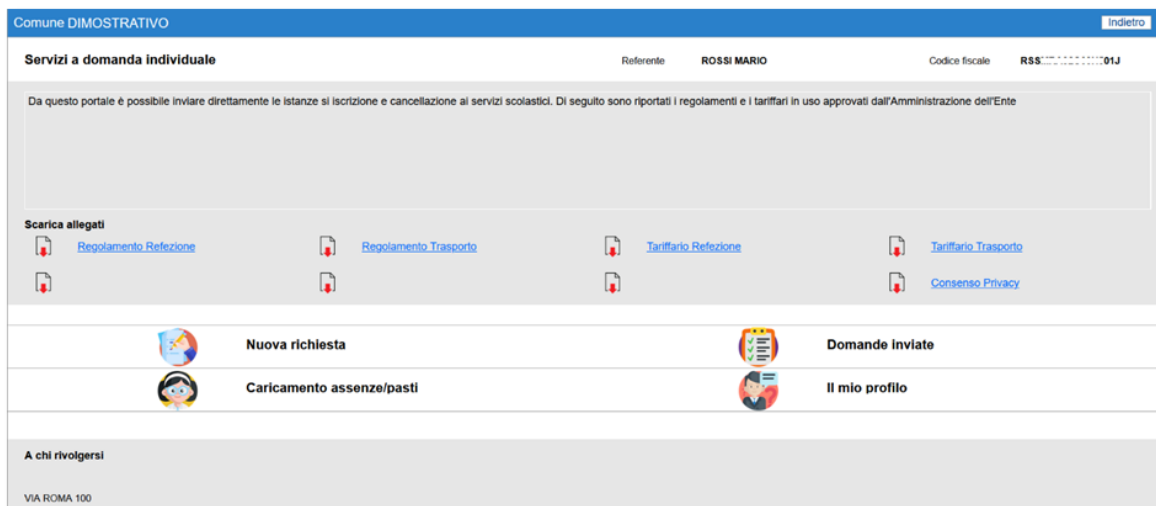 Comune DIMOSTRATIVO Indietro
Servizi a domanda individuale Referente ROSSI MARIO Codice fiscale
Da questo portale è possibile inviare direttamente le istanze si iscrizione e cancellazione ai servizi scolastici. Di seguito sono riportati i regolamenti e i tariffari in uso approvati dall'Amministrazione dell'Ente
Scarica allegati
Regolamento Refezione Regolamento Trasporto Tariffario Refezione Tariffario Trasporto
Consenso Privacy
Nuova richiesta Domande inviate
Caricamento assenze/pasti Il mio profilo
A chi rivolgersi
VIA ROMA 100